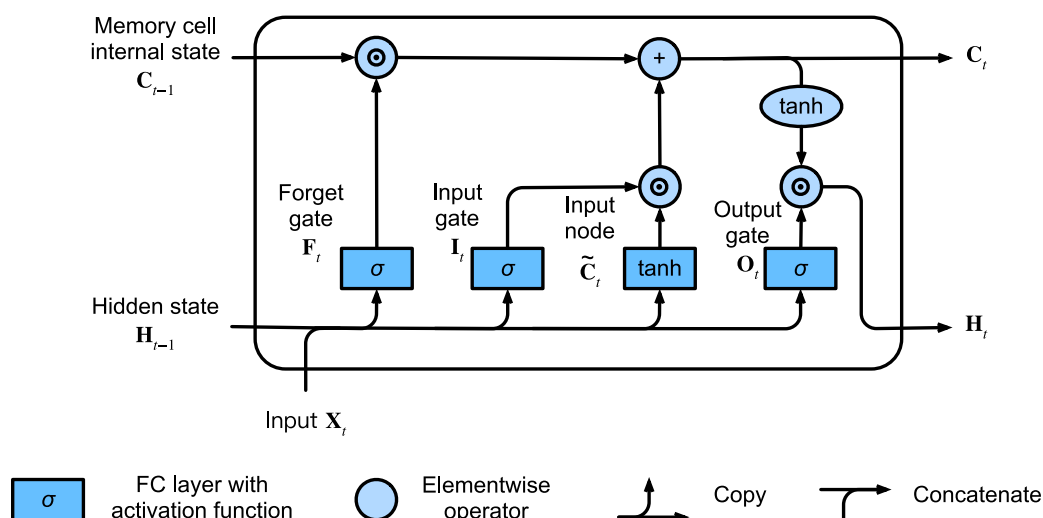 Memory cell
internal state
C_{t−1}
C_t
+
tanh
Forget
gate
F_t
Input
gate
I_t
Input
node
C̃_t
Output
gate
O_t
σ
σ
tanh
σ
Hidden state
H_{t−1}
H_t
Input X_t
σ
FC layer with
activation function
Elementwise
operator
Copy
Concatenate